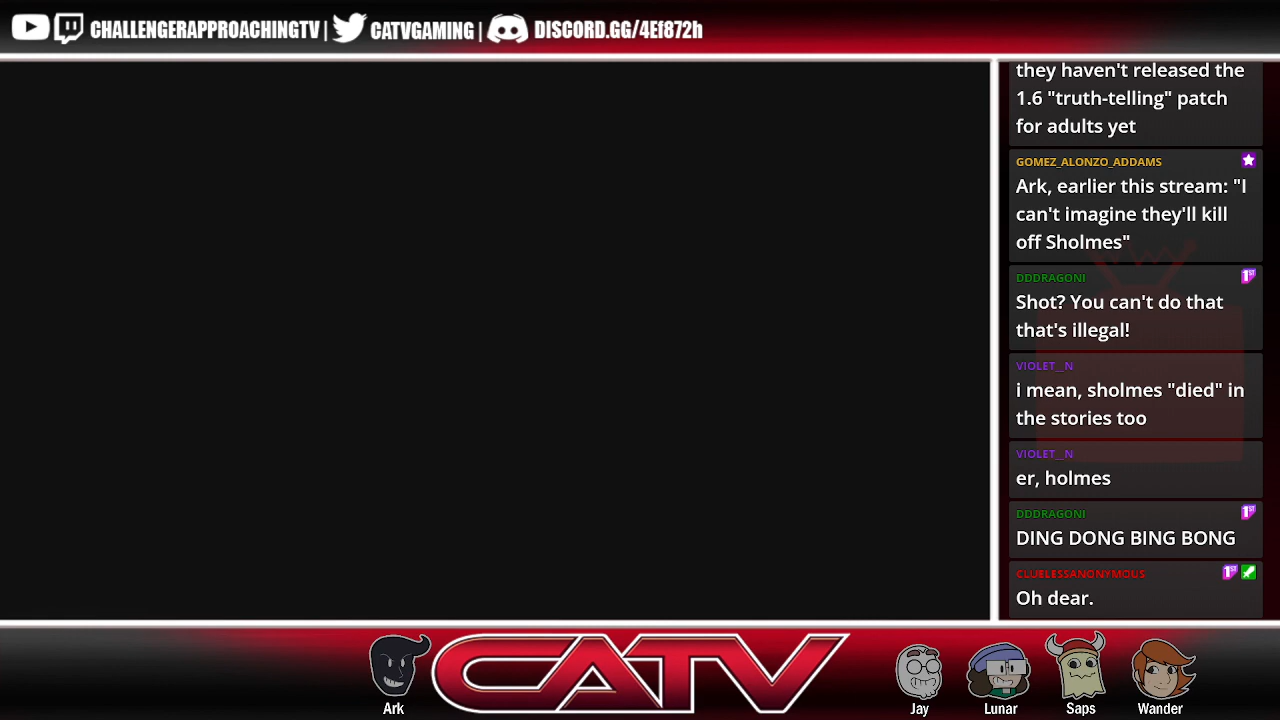 CHALLENGERAPPROACHINGTV | CATVGAMING | DISCORD.GG/4Ef872h
they haven't released the
1.6 "truth-telling" patch
for adults yet
GOMEZ_ALONZO_ADDAMS
Ark, earlier this stream: "I
can't imagine they'll kill
off Sholmes"
DDDRAGONI
Shot? You can't do that
that's illegal!
VIOLET__N
i mean, sholmes "died" in
the stories too
VIOLET__N
er, holmes
DDDRAGONI
DING DONG BING BONG
CLUELESSANONYMOUS
Oh dear.
CATV
Ark
Jay
Lunar
Saps
Wander